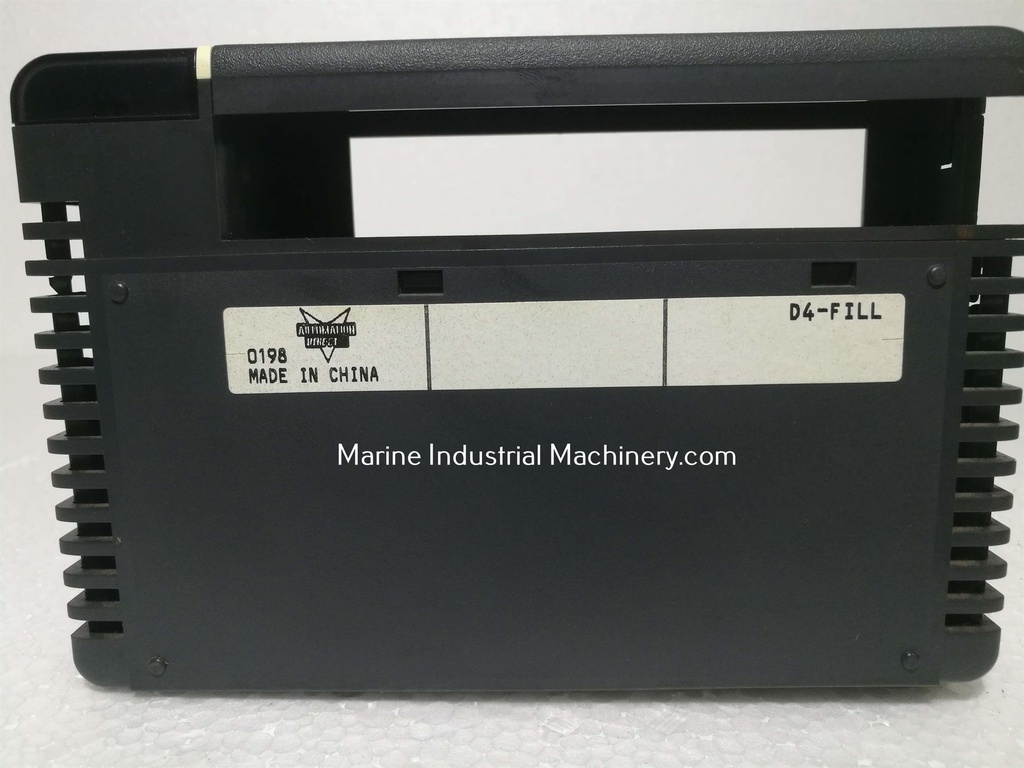 AUTOMATION
DIRECT
D4-FILL
0198
MADE IN CHINA
Marine Industrial Machinery.com